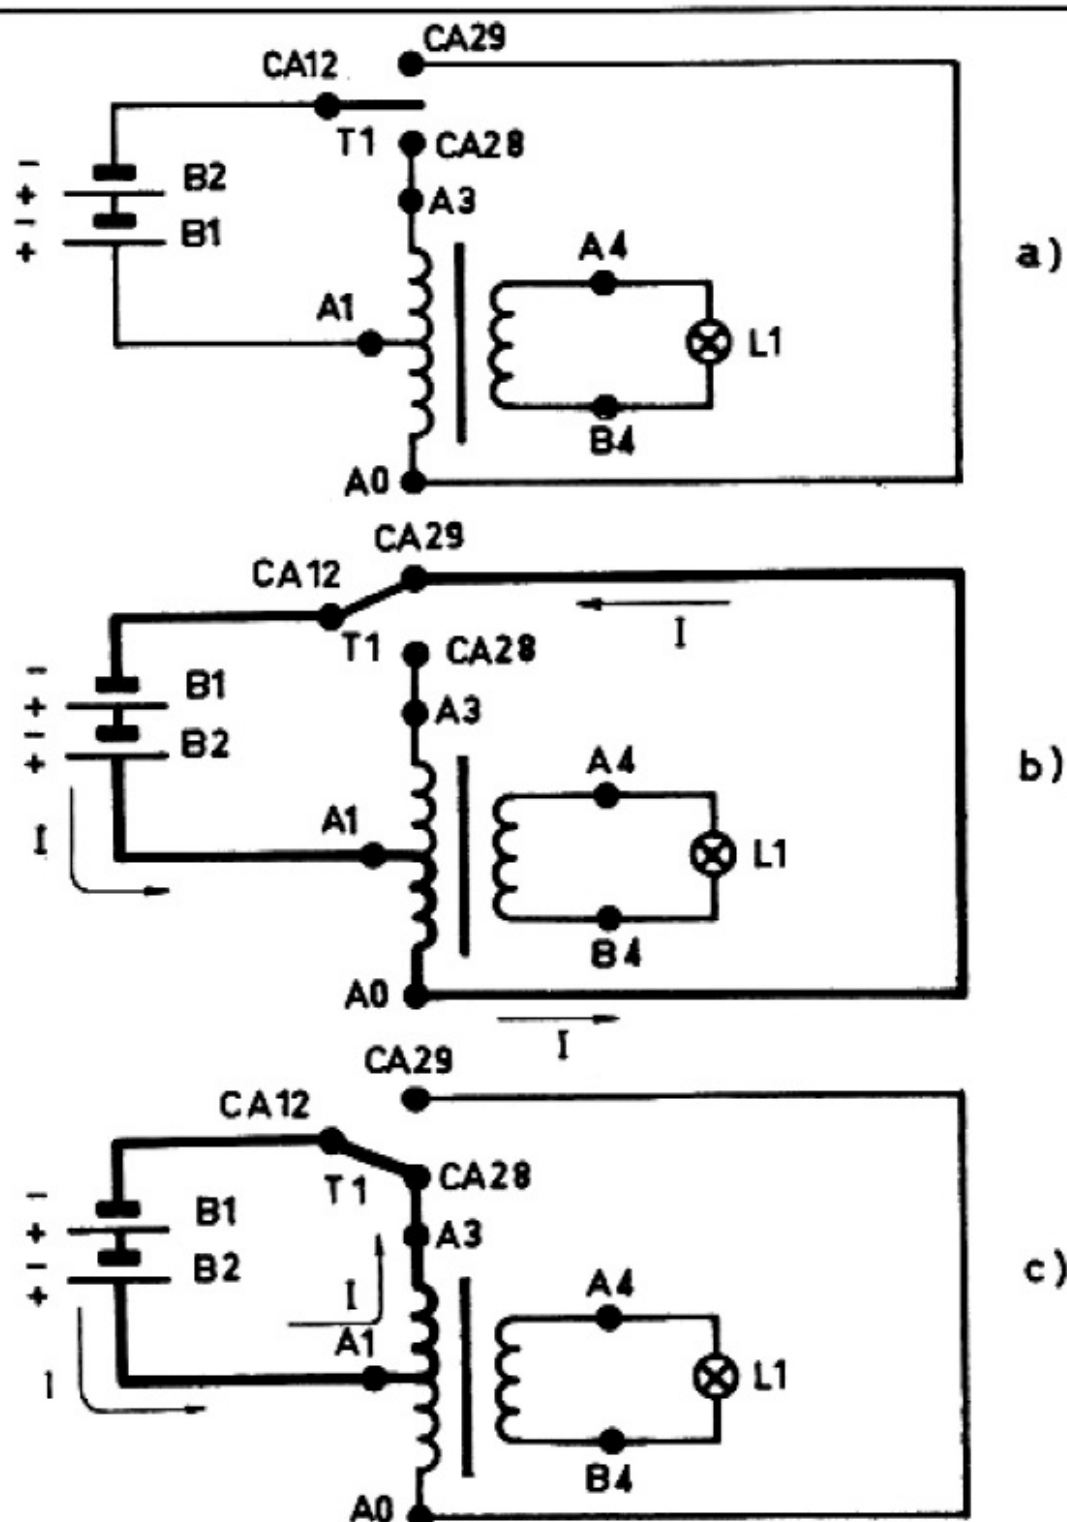 CA29
CA12
T1 CA28
- B2
+
- B1
+
A3
A4
a)
A1
L1
B4
A0
CA29
CA12
I
T1 CA28
- B1
+
- B2
+
A3
A4
b)
I
A1
L1
B4
A0
I
CA29
CA12
T1 CA28
- B1
+
- B2
+
A3
I
A4
c)
I
A1
L1
B4
A0